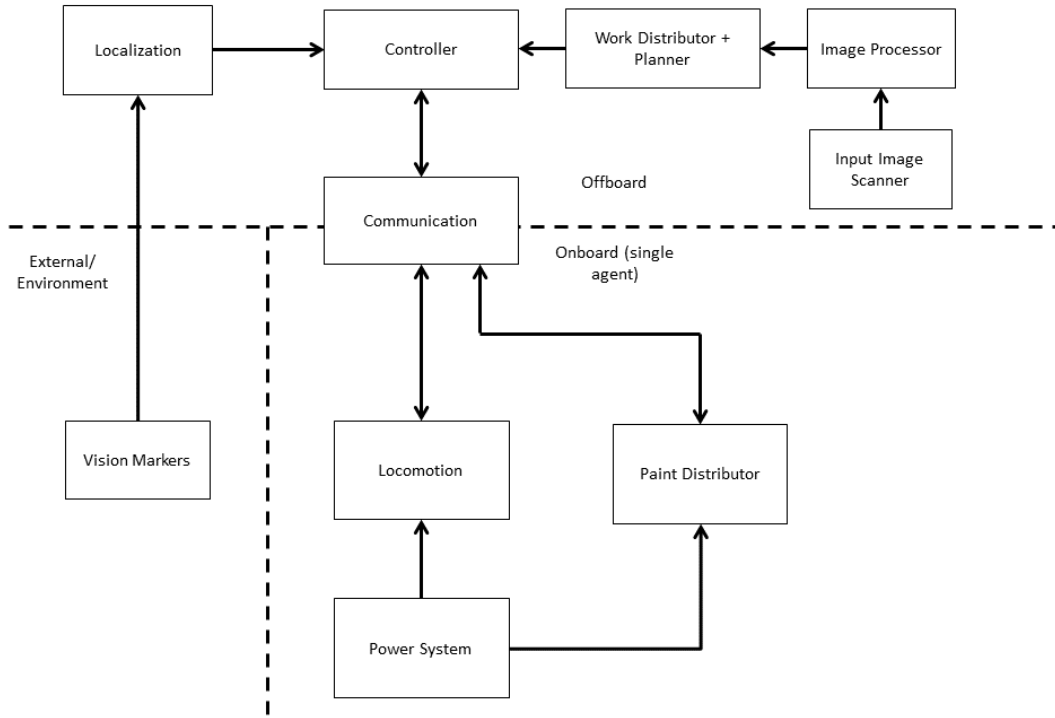 Localization
Controller
Work Distributor +
Planner
Image Processor
Input Image
Scanner
Offboard
Communication
External/
Environment
Onboard (single
agent)
Vision Markers
Locomotion
Paint Distributor
Power System